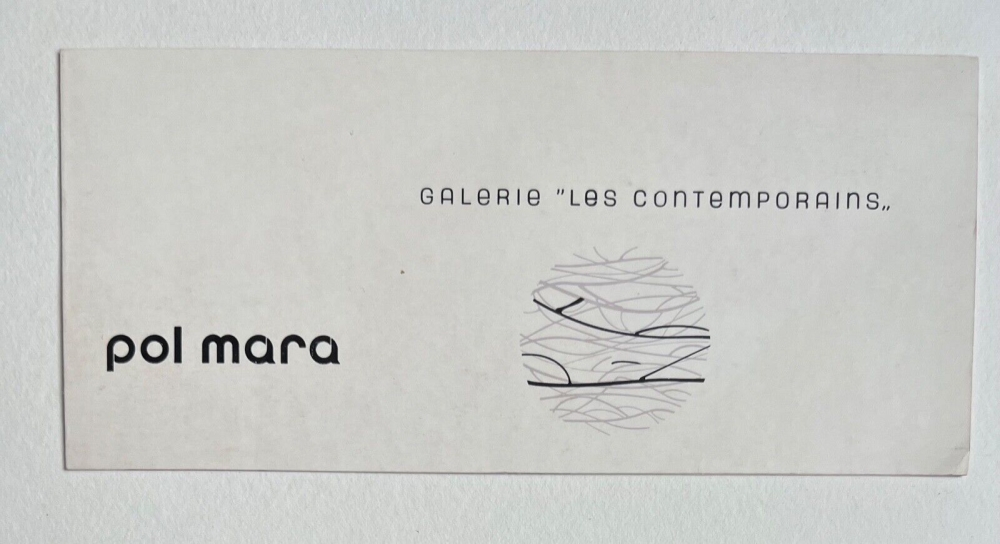 GALERIE "LES CONTEMPORAINS„
pol mara